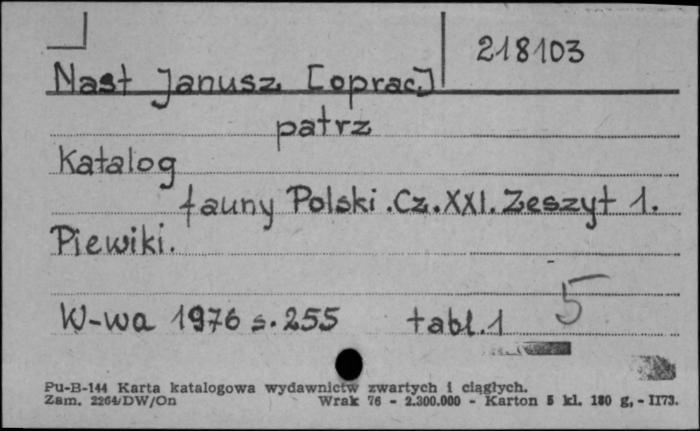 218103
Nast Janusz [oprac.]
patrz
Katalog
fauny Polski. Cz. XXI. Zeszyt 1.
Piewiki.
5
W-wa 1976 s. 255 tabl. 1
Pu-B-144 Karta katalogowa wydawnictw zwartych i ciągłych.
Zam. 2264/DW/On Wrak 76 - 2.300.000 - Karton 5 kl. 180 g, - II73.